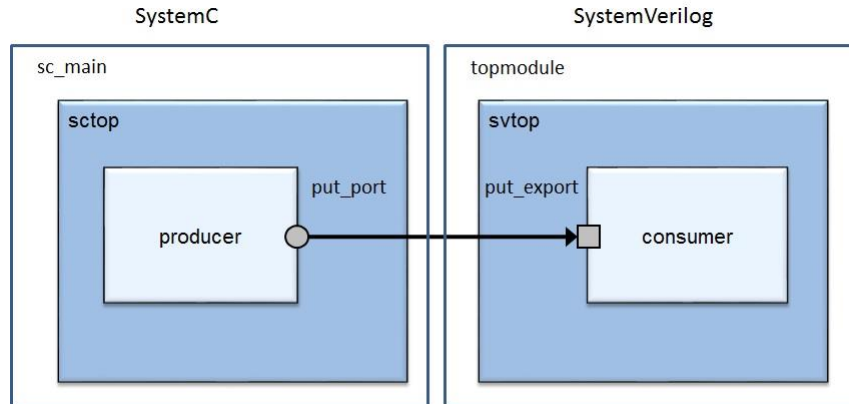 SystemC
SystemVerilog
sc_main
topmodule
sctop
svtop
put_port
put_export
producer
consumer